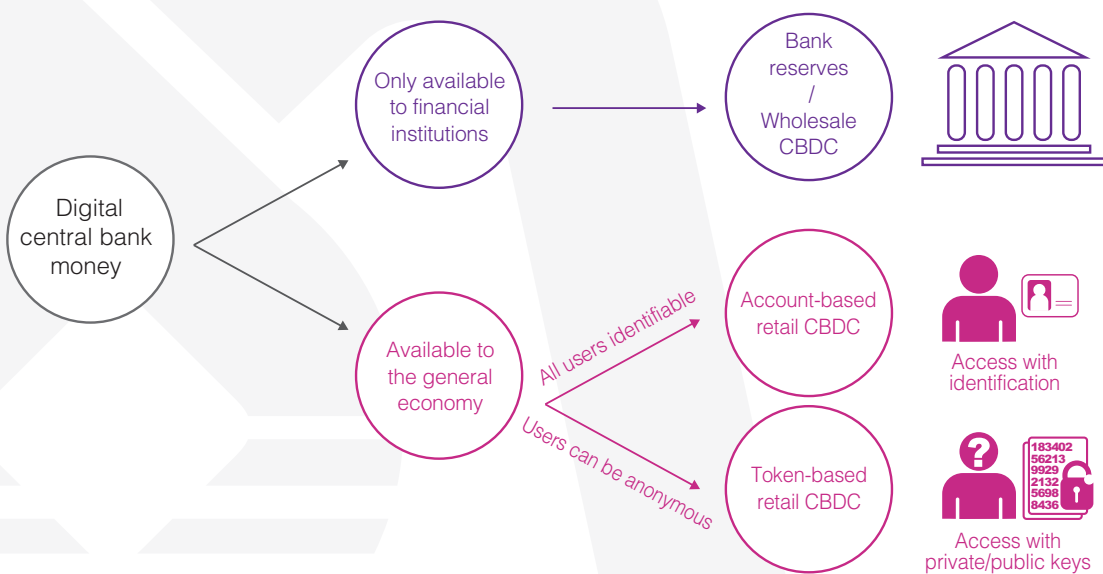 Digital
central bank
money
Only available
to financial
institutions
Bank
reserves
/
Wholesale
CBDC
Available to
the general
economy
All users identifiable
Users can be anonymous
Account-based
retail CBDC
Access with
identification
Token-based
retail CBDC
?
183402
56213
9929
2132
5698
8436
Access with
private/public keys